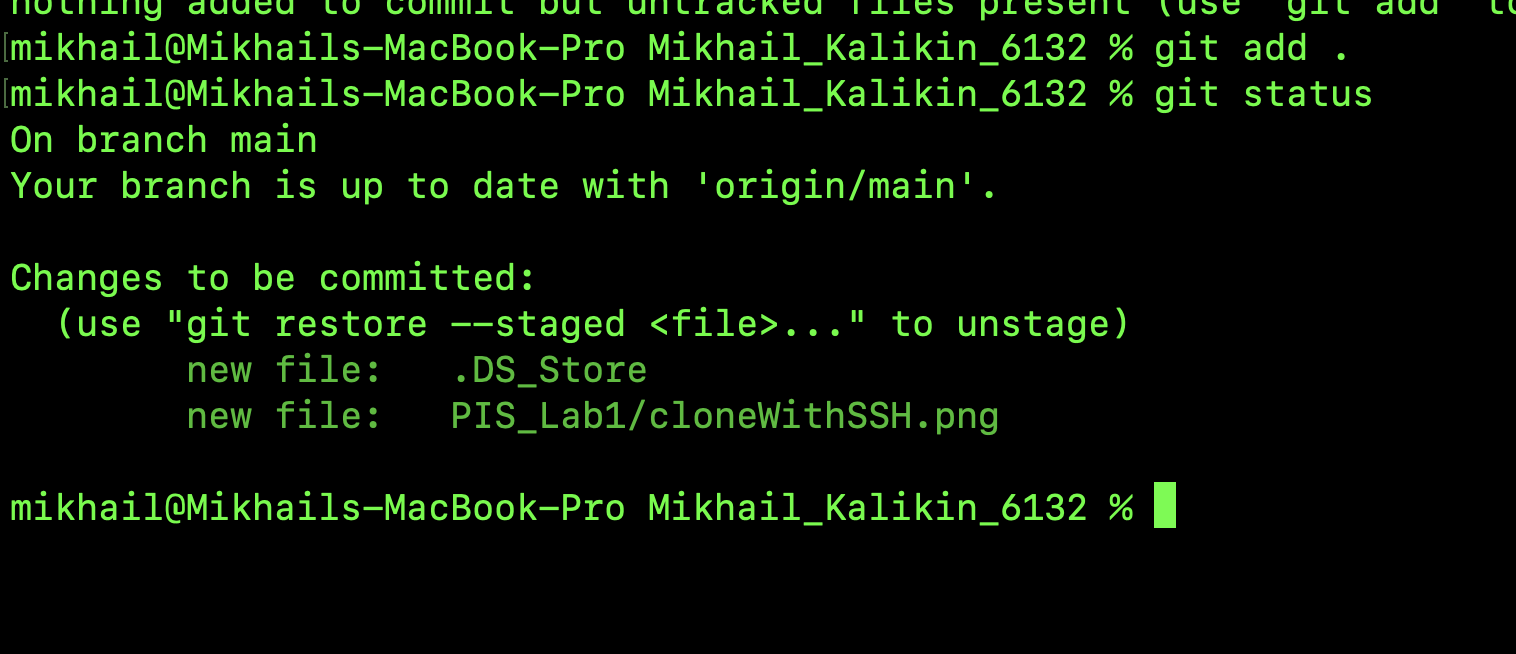 nothing added to commit but untracked files present (use "git add" to
[mikhail@Mikhails-MacBook-Pro Mikhail_Kalikin_6132 % git add .
[mikhail@Mikhails-MacBook-Pro Mikhail_Kalikin_6132 % git status
On branch main
Your branch is up to date with 'origin/main'.
Changes to be committed:
(use "git restore --staged <file>..." to unstage)
new file: .DS_Store
new file: PIS_Lab1/cloneWithSSH.png
mikhail@Mikhails-MacBook-Pro Mikhail_Kalikin_6132 %